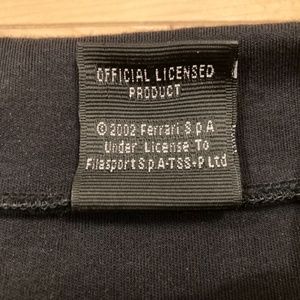 OFFICIAL LICENSED
PRODUCT
©2002 Ferrari S.p.A
Under License To
Filasport S.p.A-TSS-P Ltd